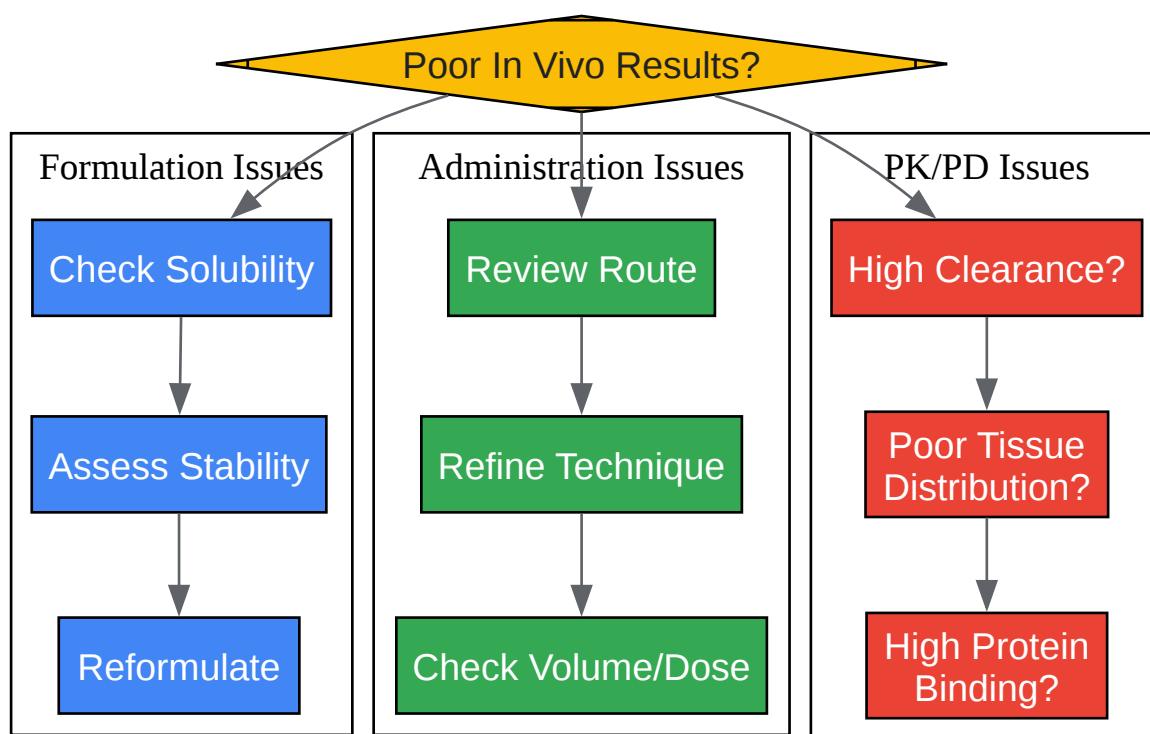 Poor In Vivo Results?
Formulation Issues
Check Solubility
Assess Stability
Reformulate
Administration Issues
Review Route
Refine Technique
Check Volume/Dose
PK/PD Issues
High Clearance?
Poor Tissue
Distribution?
High Protein
Binding?